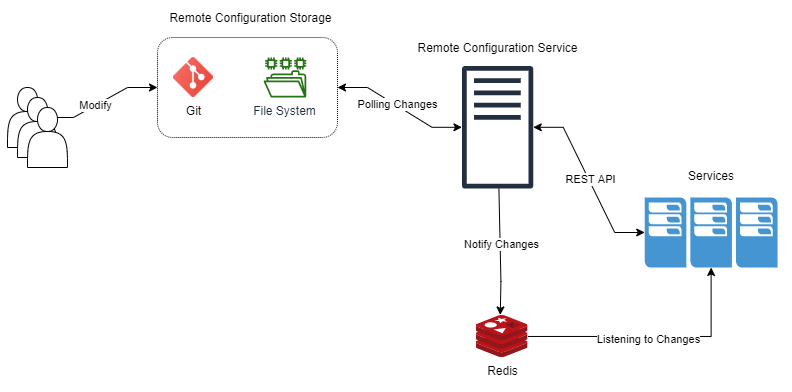 Remote Configuration Storage
Remote Configuration Service
Git
File System
Modify
Polling Changes
REST API
Services
Notify Changes
Listening to Changes
Redis